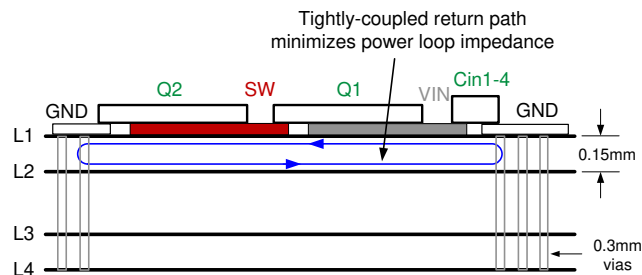 Tightly-coupled return path
minimizes power loop impedance
Q2
SW
Q1
VIN
Cin1-4
GND
GND
L1
0.15mm
L2
L3
0.3mm
vias
L4